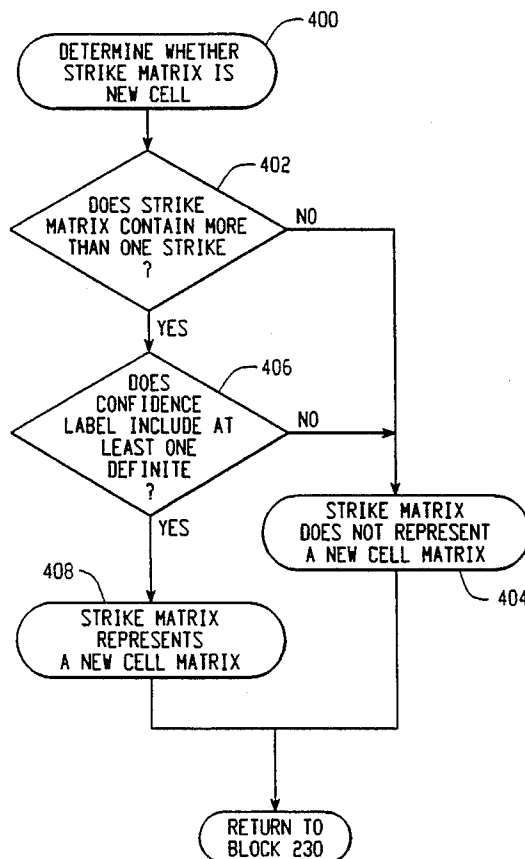 400
DETERMINE WHETHER
STRIKE MATRIX IS
NEW CELL
402
DOES STRIKE
MATRIX CONTAIN MORE
THAN ONE STRIKE
?
NO
YES
406
DOES
CONFIDENCE
LABEL INCLUDE AT
LEAST ONE
DEFINITE
?
NO
YES
STRIKE MATRIX
DOES NOT REPRESENT
A NEW CELL MATRIX
404
408
STRIKE MATRIX
REPRESENTS
A NEW CELL MATRIX
RETURN TO
BLOCK 230